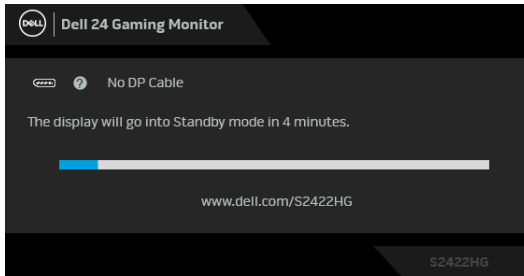 DELL Dell 24 Gaming Monitor
? No DP Cable
The display will go into Standby mode in 4 minutes.
www.dell.com/S2422HG
S2422HG